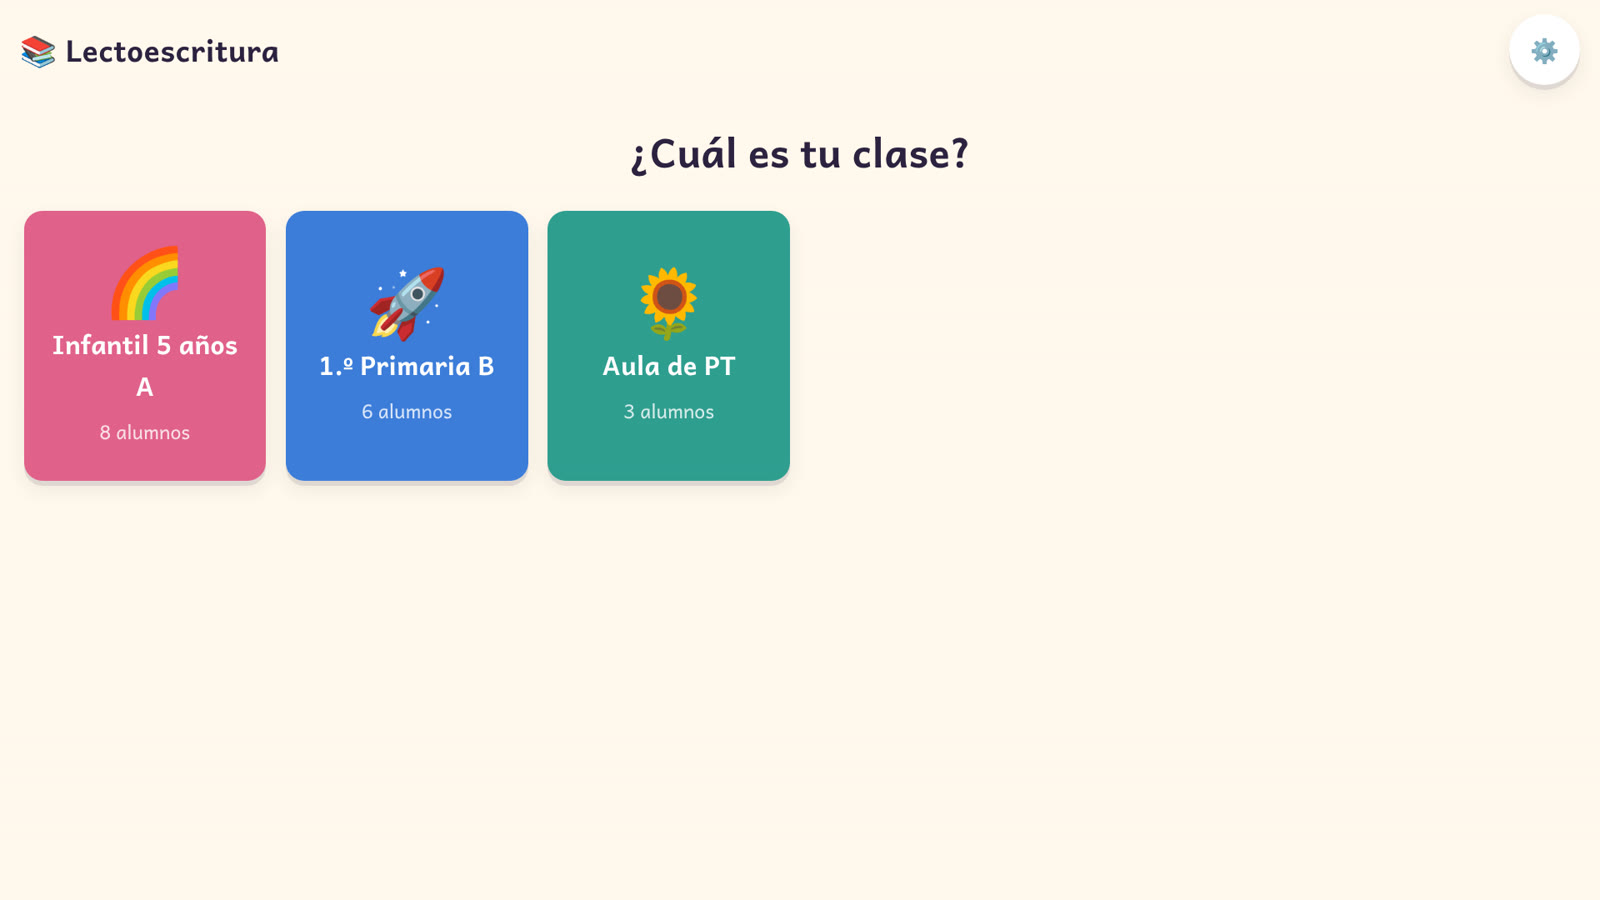 Lectoescritura
¿Cuál es tu clase?
Infantil 5 años
A
8 alumnos
1.º Primaria B
6 alumnos
Aula de PT
3 alumnos